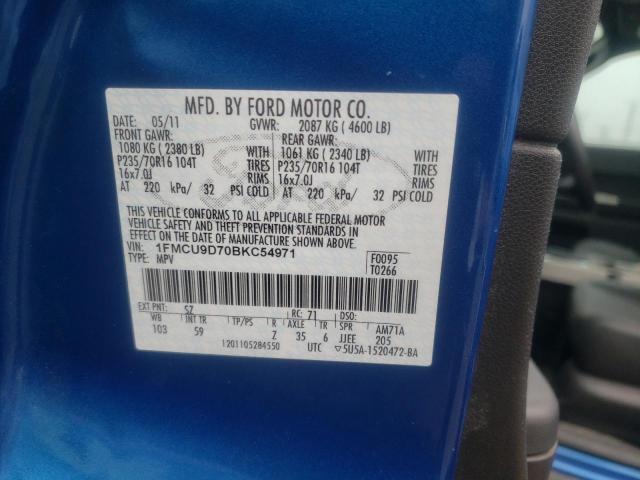 MFD. BY FORD MOTOR CO.
DATE: 05/11 GVWR: 2087 KG ( 4600 LB)
FRONT GAWR: REAR GAWR:
1080 KG ( 2380 LB) 1061 KG ( 2340 LB)
P235/70R16 104T TIRES P235/70R16 104T TIRES
16x7.0J RIMS 16x7.0J RIMS
AT 220 kPa/ 32 PSI COLD AT 220 kPa/ 32 PSI COLD
THIS VEHICLE CONFORMS TO ALL APPLICABLE FEDERAL MOTOR
VEHICLE SAFETY AND THEFT PREVENTION STANDARDS IN
EFFECT ON THE DATE OF MANUFACTURE SHOWN ABOVE.
VIN: 1FMCU9D70BKC54971 F0095
TYPE: MPV T0266
EXT PNT: SZ RC: 71 DSO:
WB INT TR TP/PS R AXLE TR SPR AM71A
103 59 Z 35 6 JJEE 205
1201105284550 UTC 5U5A-1520472-BA